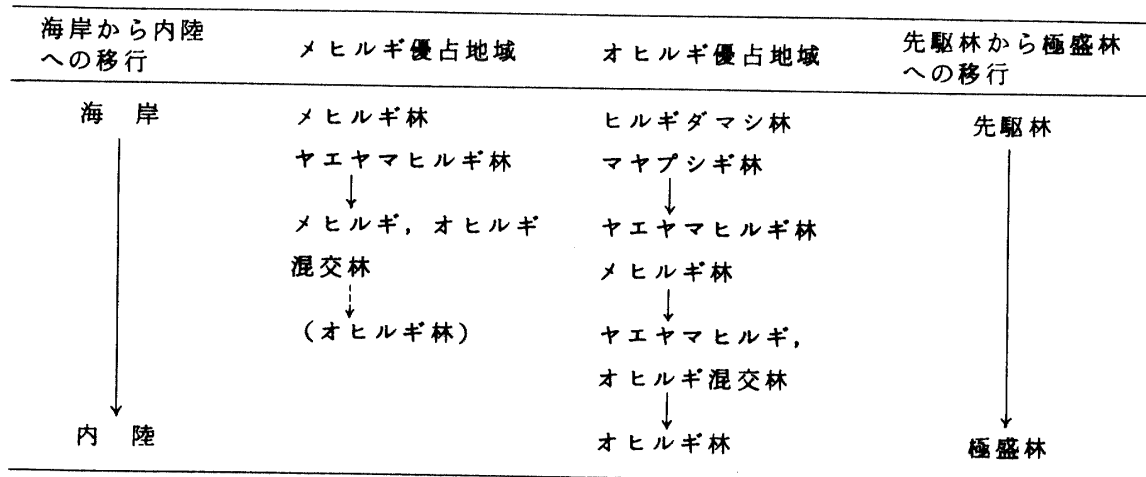 海岸から内陸への移行
メヒルギ優占地域
オヒルギ優占地域
先駆林から極盛林への移行
海 岸
メヒルギ林
ヒルギダマシ林
先駆林
ヤエヤマヒルギ林
マヤプシギ林
メヒルギ，オヒルギ
ヤエヤマヒルギ林
混交林
メヒルギ林
（オヒルギ林）
ヤエヤマヒルギ，
オヒルギ混交林
内 陸
オヒルギ林
極盛林